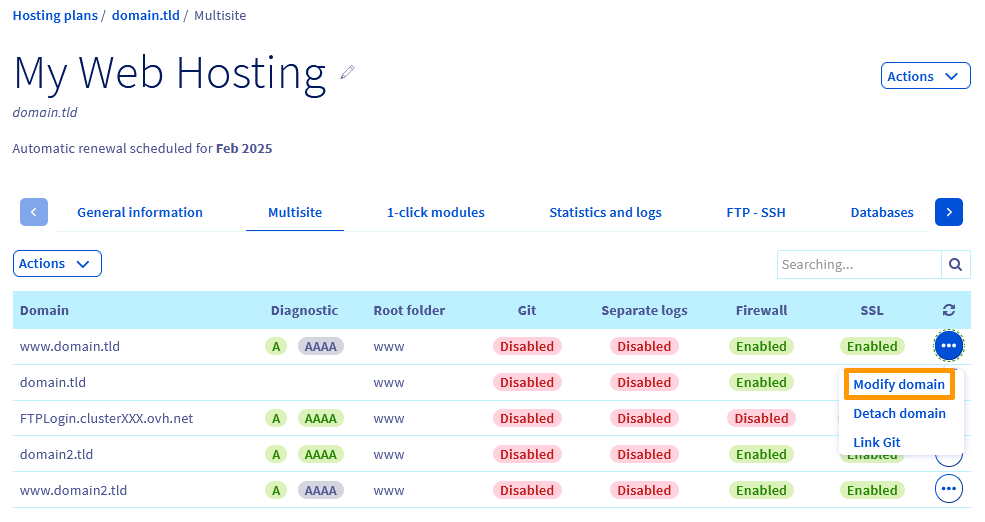 Hosting plans / domain.tld / Multisite
My Web Hosting
Actions
domain.tld
Automatic renewal scheduled for Feb 2025
General information Multisite 1-click modules Statistics and logs FTP - SSH Databases
Actions
Searching...
Domain Diagnostic Root folder Git Separate logs Firewall SSL
www.domain.tld A AAAA www Disabled Disabled Enabled Enabled
domain.tld A AAAA www Disabled Disabled Enabled
Modify domain
FTPLogin.clusterXXX.ovh.net A AAAA www Disabled Disabled Disabled
Detach domain
Link Git
domain2.tld A AAAA www Disabled Disabled Enabled Enabled
www.domain2.tld A AAAA www Disabled Disabled Enabled Enabled